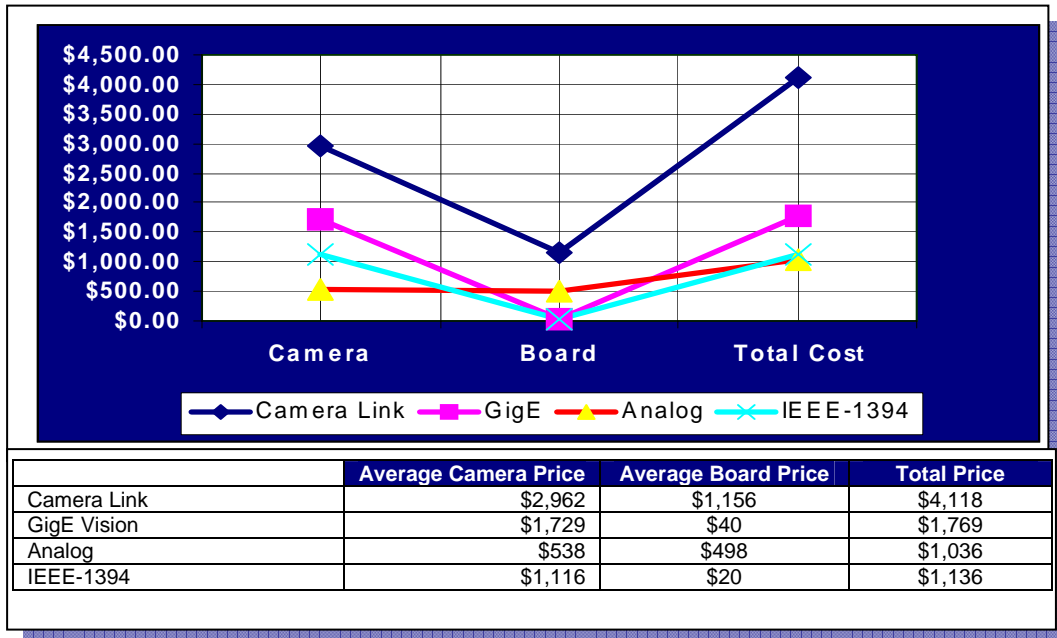 $4,500.00
$4,000.00
$3,500.00
$3,000.00
$2,500.00
$2,000.00
$1,500.00
$1,000.00
$500.00
$0.00
Camera Board Total Cost
Camera Link GigE Analog IEEE-1394
Average Camera Price Average Board Price Total Price
Camera Link $2,962 $1,156 $4,118
GigE Vision $1,729 $40 $1,769
Analog $538 $498 $1,036
IEEE-1394 $1,116 $20 $1,136